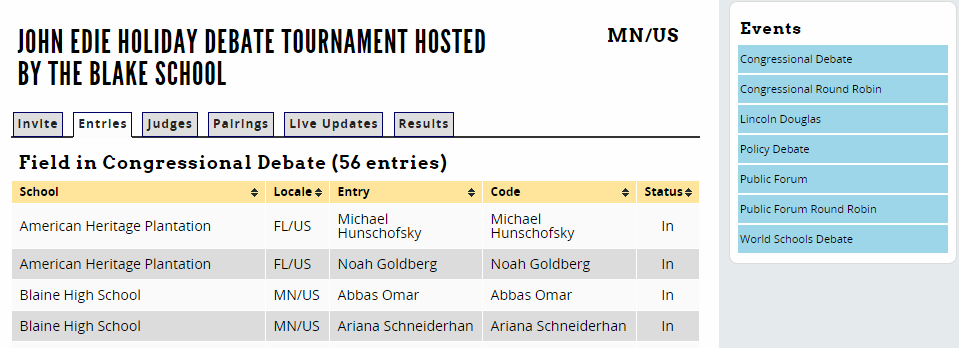 JOHN EDIE HOLIDAY DEBATE TOURNAMENT HOSTED
BY THE BLAKE SCHOOL
MN/US
Invite Entries Judges Pairings Live Updates Results
Field in Congressional Debate (56 entries)
School Locale Entry Code Status
American Heritage Plantation FL/US Michael Hunschofsky Michael Hunschofsky In
American Heritage Plantation FL/US Noah Goldberg Noah Goldberg In
Blaine High School MN/US Abbas Omar Abbas Omar In
Blaine High School MN/US Ariana Schneiderhan Ariana Schneiderhan In
Events
Congressional Debate
Congressional Round Robin
Lincoln Douglas
Policy Debate
Public Forum
Public Forum Round Robin
World Schools Debate